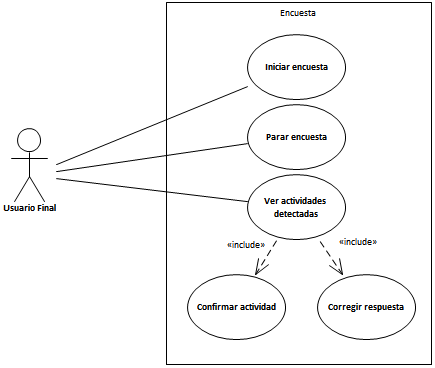 Encuesta
Iniciar encuesta
Parar encuesta
Usuario Final
Ver actividades
detectadas
«include»
«include»
Confirmar actividad
Corregir respuesta